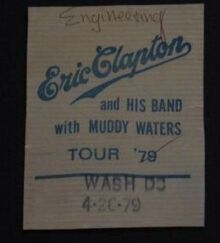 Engineering
Eric Clapton
and HIS BAND
with MUDDY WATERS
TOUR '79
WASH DC
4-26-79